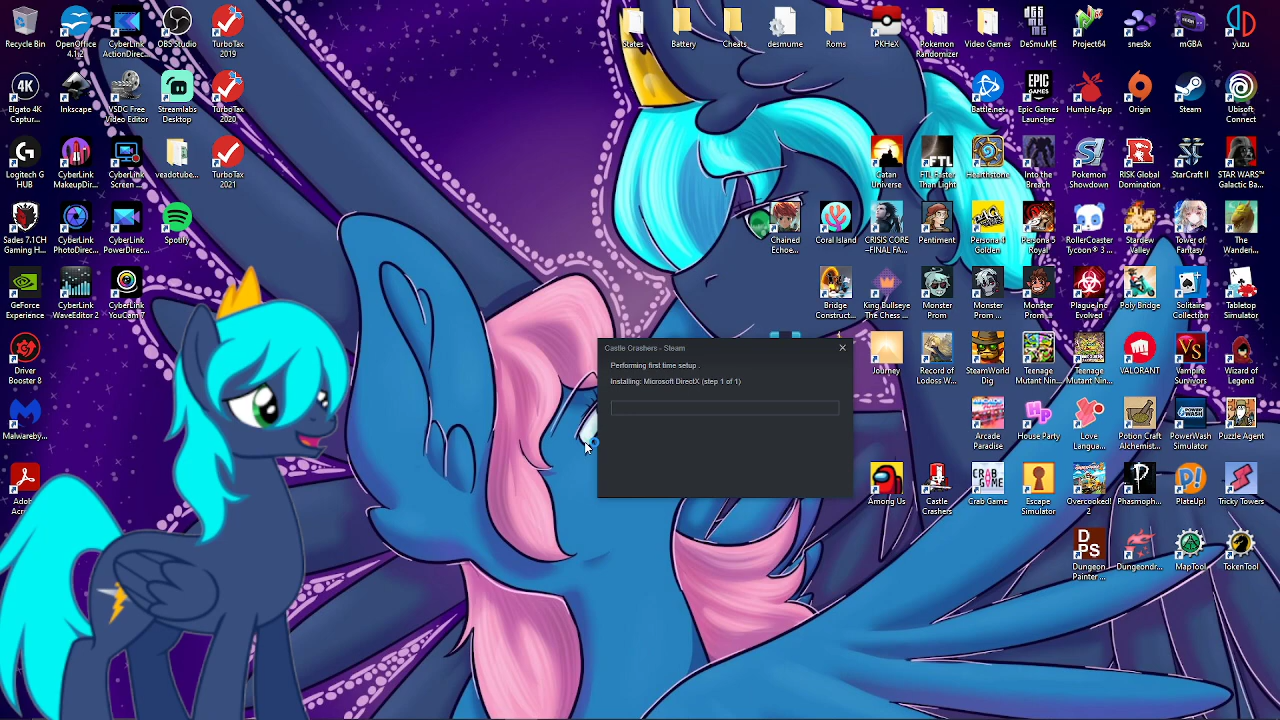 Recycle Bin
OpenOffice
4.1.2
CyberLink
ActionDirec...
OBS Studio
TurboTax
2019
States
Battery
Cheats
desmume
Roms
PKHeX
Pokemon
Randomizer
Video Games
DeSmuME
Project64
snes9x
mGBA
yuzu
Elgato 4K
Captur...
Inkscape
VSDC Free
Video Editor
Streamlabs
Desktop
TurboTax
2020
Battle.net
Epic Games
Launcher
Humble App
Origin
Steam
Ubisoft
Connect
Logitech G
HUB
CyberLink
MakeupDir...
CyberLink
Screen ...
veadotube...
TurboTax
2021
Catan
Universe
FTL Faster
Than Light
Hearthstone
Into the
Breach
Pokemon
Showdown
RISK Global
Domination
StarCraft II
STAR WARS™
Galactic Ba...
Sades 7.1CH
Gaming H...
CyberLink
PhotoDirec...
CyberLink
PowerDirec...
Spotify
Chained
Echoe...
Coral Island
CRISIS CORE
–FINAL FA...
Pentiment
Persona 4
Golden
Persona 5
Royal
RollerCoaster
Tycoon® 3 ...
Stardew
Valley
Tower of
Fantasy
The
Wanderi...
GeForce
Experience
CyberLink
WaveEditor 2
CyberLink
YouCam 7
Bridge
Construct...
King Bullseye
The Chess ...
Monster
Prom
Monster
Prom ...
Monster
Prom ...
Plague Inc
Evolved
Poly Bridge
Solitaire
Collection
Tabletop
Simulator
Driver
Booster 8
Castle Crashers - Steam
Performing first time setup .
Installing: Microsoft DirectX (step 1 of 1)
Journey
Record of
Lodoss W...
SteamWorld
Dig
Teenage
Mutant Nin...
Teenage
Mutant Nin...
VALORANT
Vampire
Survivors
Wizard of
Legend
Malwareby...
Arcade
Paradise
House Party
Love
Langua...
Potion Craft
Alchemist...
PowerWash
Simulator
Puzzle Agent
Adob
Acro
Among Us
Castle
Crashers
Crab Game
Escape
Simulator
Overcooked!
2
Phasmoph...
PlateUp!
Tricky Towers
Dungeon
Painter ...
Dungeondr...
MapTool
TokenTool